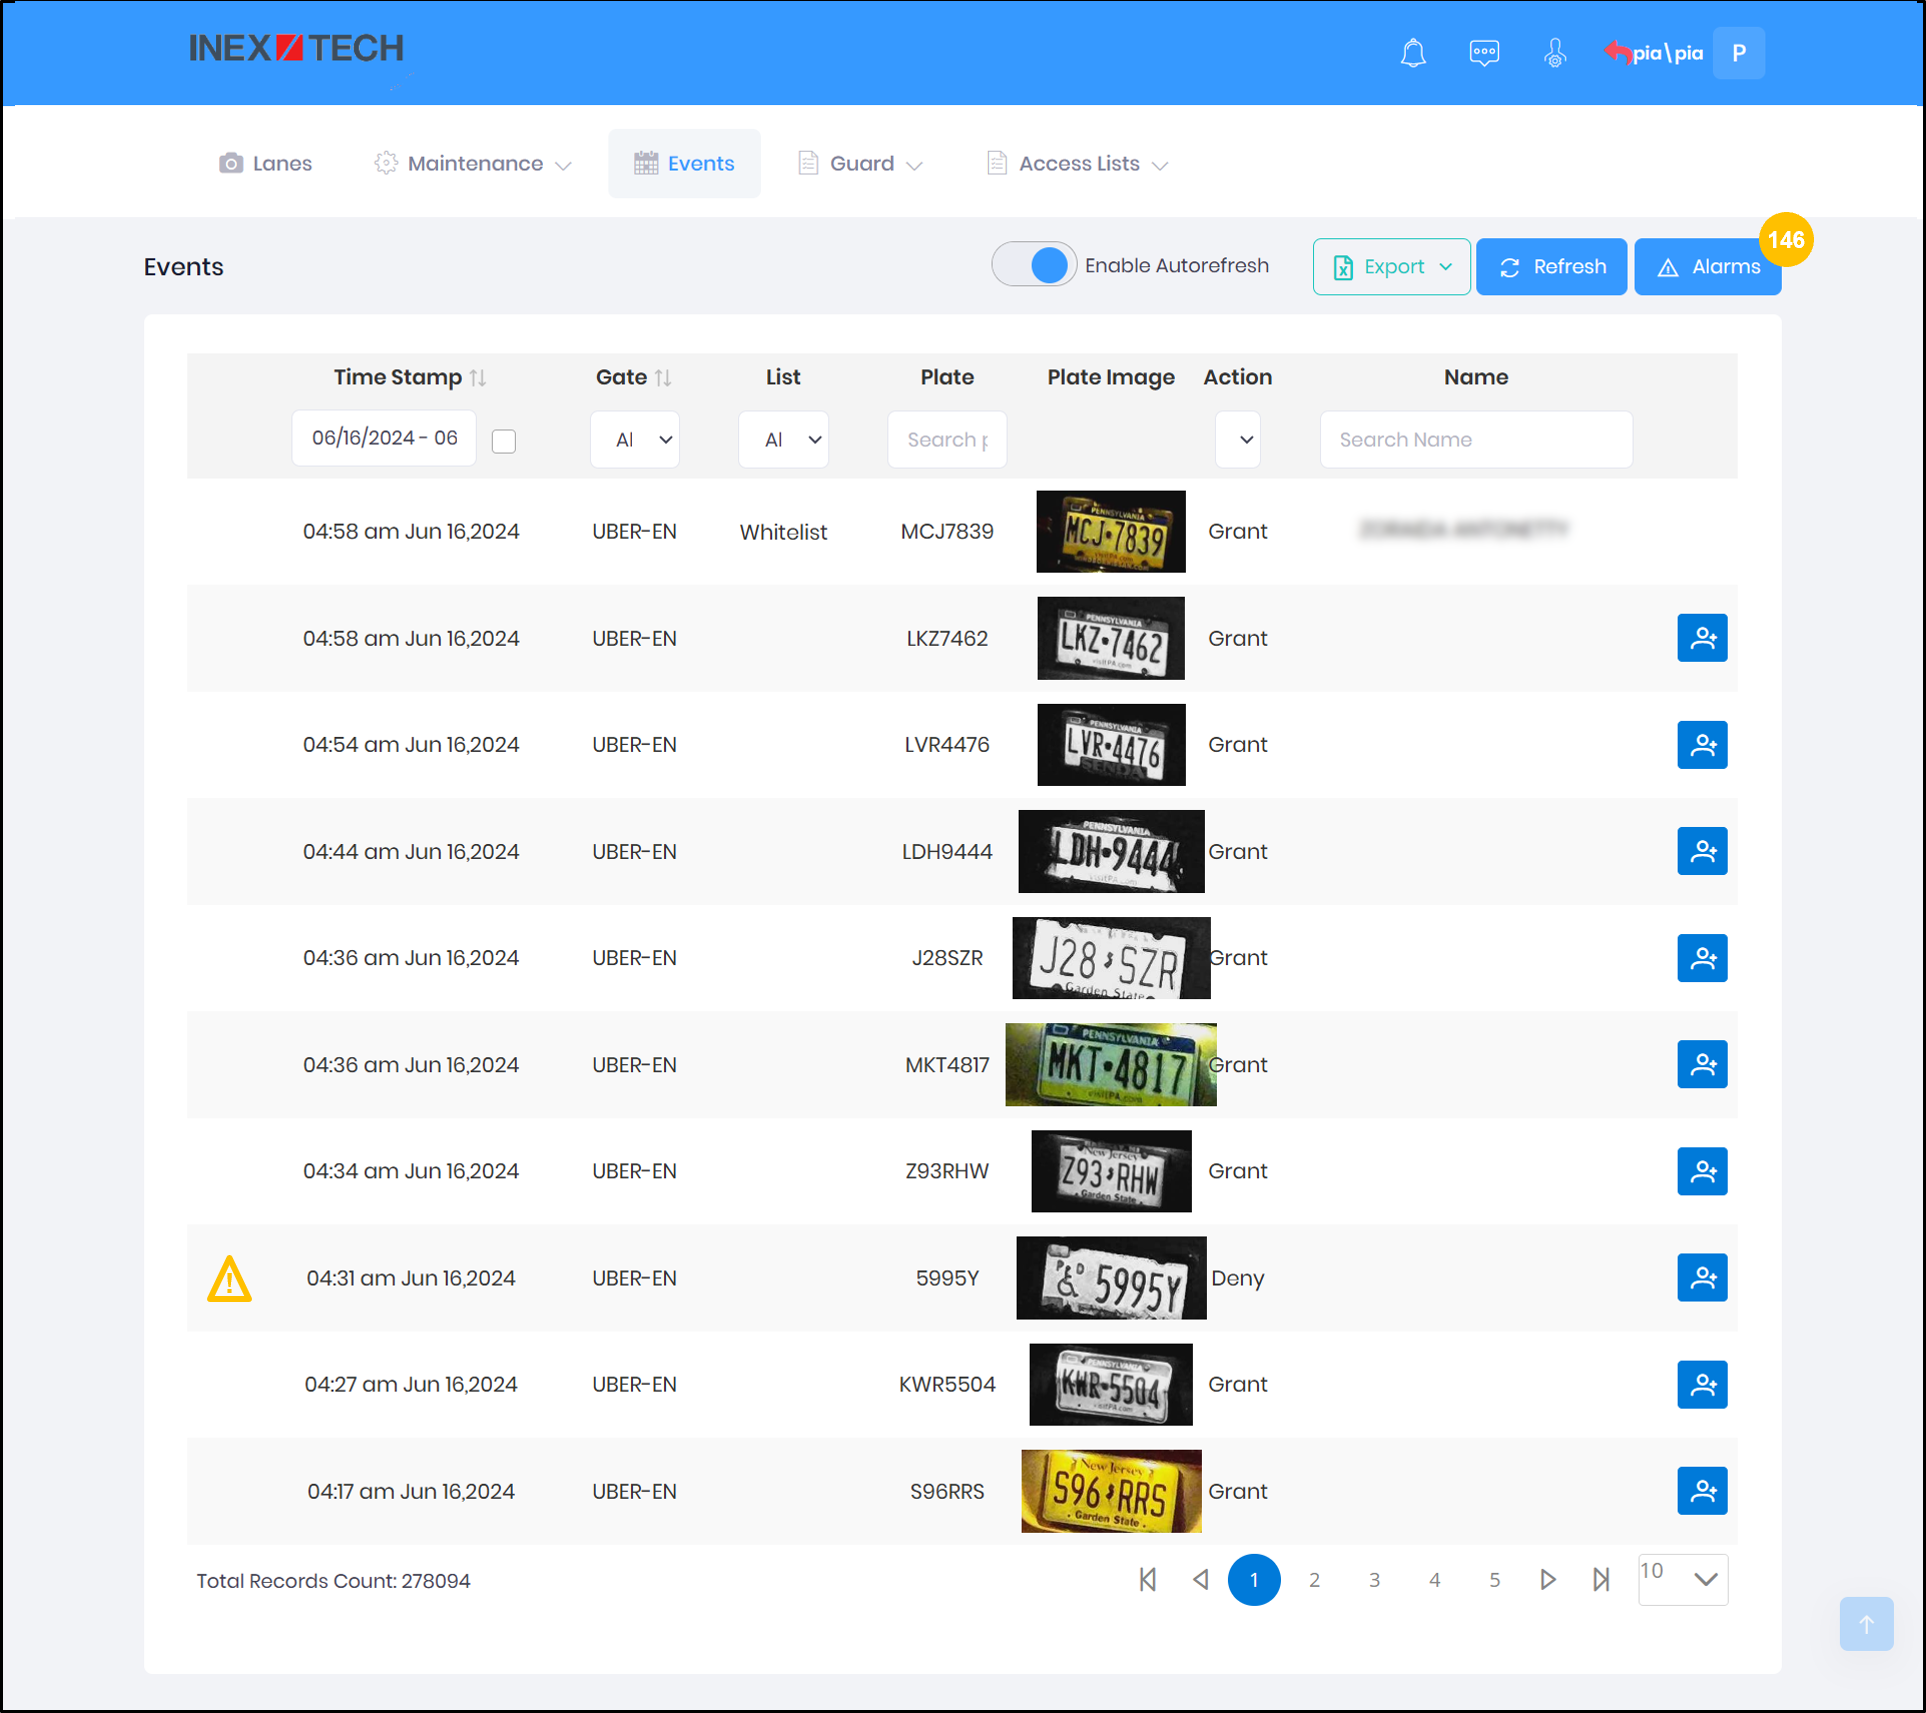 INEX TECH
pia\pia P
Lanes Maintenance Events Guard Access Lists
146
Events Enable Autorefresh Export Refresh Alarms
Time Stamp Gate List Plate Plate Image Action Name
06/16/2024 - 06 Al Al Search p Search Name
04:58 am Jun 16,2024 UBER-EN Whitelist MCJ7839 PENNSYLVANIA MCJ·7839 Grant
04:58 am Jun 16,2024 UBER-EN LKZ7462 PENNSYLVANIA LKZ·7462 visitPA.com Grant
04:54 am Jun 16,2024 UBER-EN LVR4476 PENNSYLVANIA LVR·4476 SENDA Grant
04:44 am Jun 16,2024 UBER-EN LDH9444 PENNSYLVANIA LDH·9444 visitPA.com Grant
04:36 am Jun 16,2024 UBER-EN J28SZR J28 SZR Garden State Grant
04:36 am Jun 16,2024 UBER-EN MKT4817 PENNSYLVANIA MKT·4817 visitPA.com Grant
04:34 am Jun 16,2024 UBER-EN Z93RHW New Jersey Z93 RHW Garden State Grant
04:31 am Jun 16,2024 UBER-EN 5995Y P D 5995Y Deny
04:27 am Jun 16,2024 UBER-EN KWR5504 PENNSYLVANIA KWR·5504 visitPA.com Grant
04:17 am Jun 16,2024 UBER-EN S96RRS New Jersey S96 RRS Garden State Grant
Total Records Count: 278094 1 2 3 4 5 10